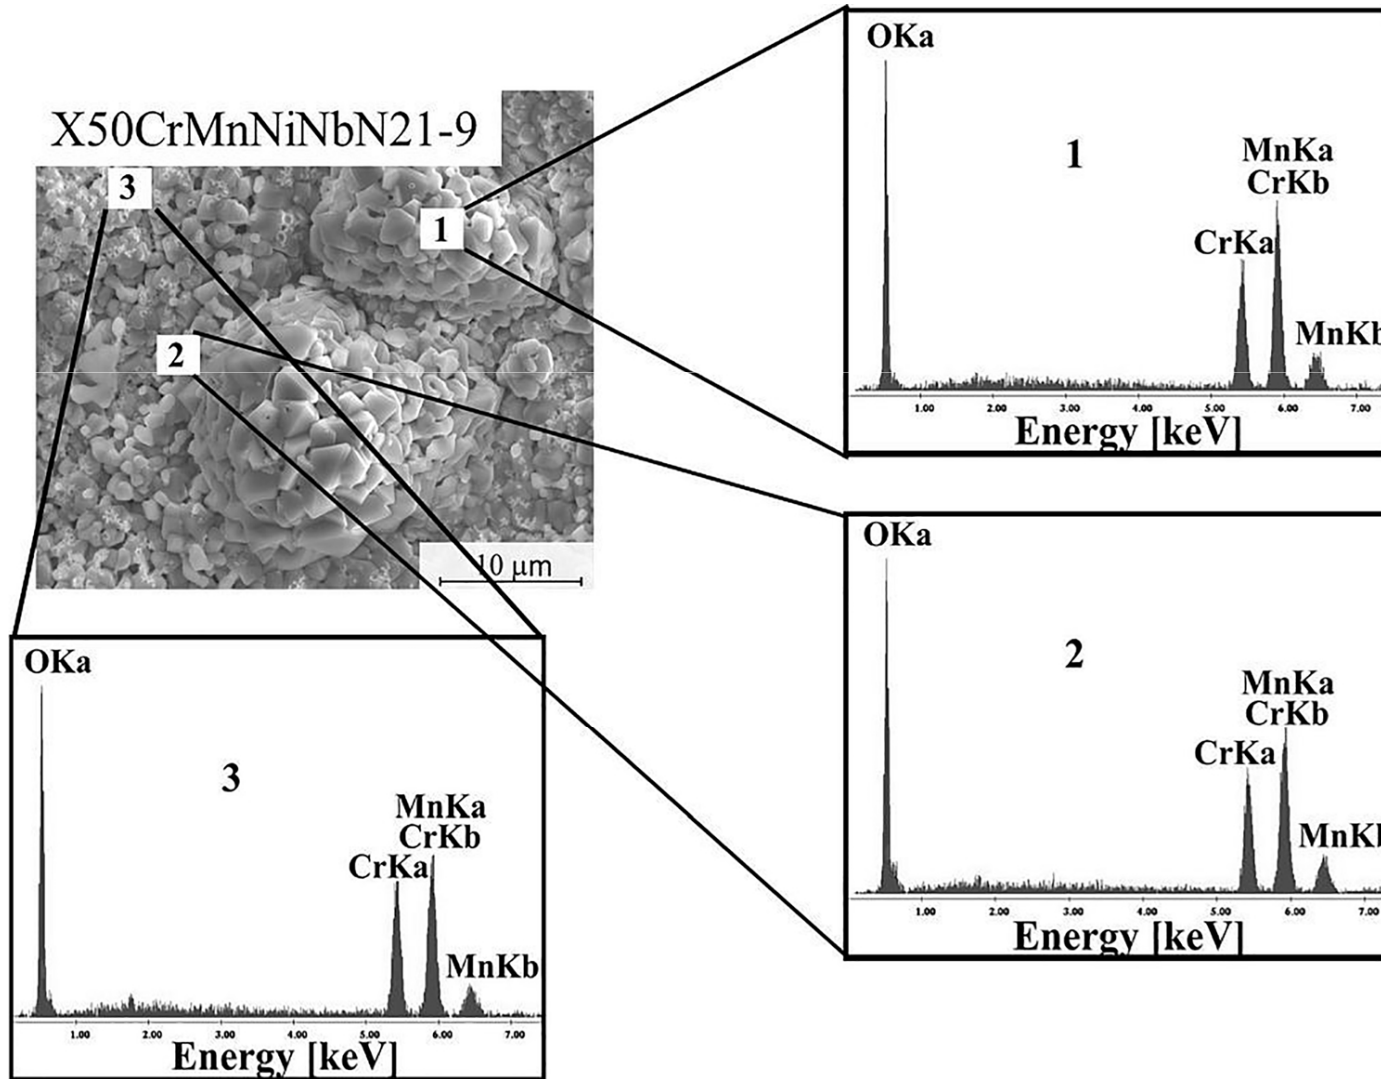 X50CrMnNiNbN21-9
3
1
2
10 μm
OKa
1
MnKa
CrKb
CrKa
MnKb
1.00 2.00 3.00 4.00 5.00 6.00 7.00
Energy [keV]
OKa
2
MnKa
CrKb
CrKa
MnKb
1.00 2.00 3.00 4.00 5.00 6.00 7.00
Energy [keV]
OKa
3
MnKa
CrKb
CrKa
MnKb
1.00 2.00 3.00 4.00 5.00 6.00 7.00
Energy [keV]